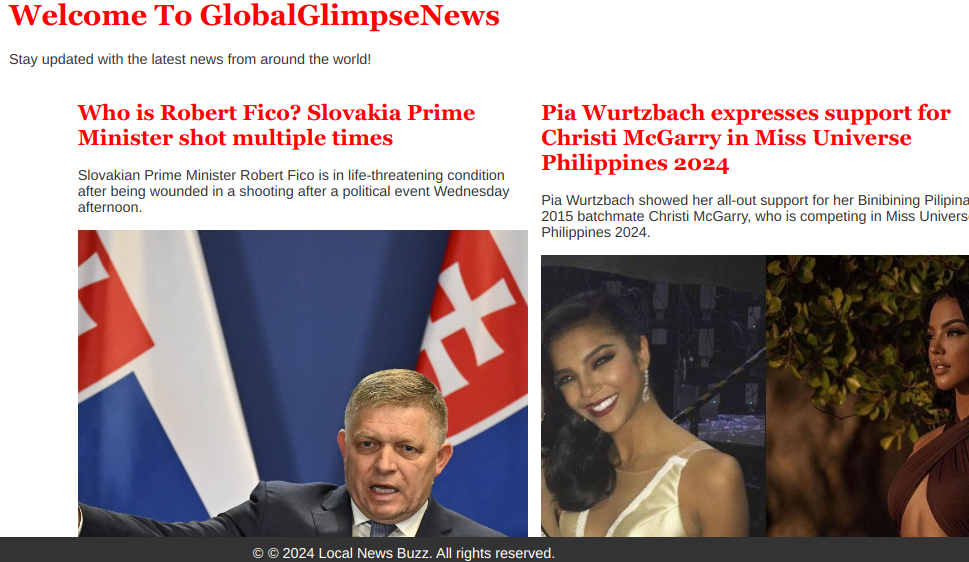 Welcome To GlobalGlimpseNews
Stay updated with the latest news from around the world!
Who is Robert Fico? Slovakia Prime
Minister shot multiple times
Slovakian Prime Minister Robert Fico is in life-threatening condition
after being wounded in a shooting after a political event Wednesday
afternoon.
Pia Wurtzbach expresses support for
Christi McGarry in Miss Universe
Philippines 2024
Pia Wurtzbach showed her all-out support for her Binibining Pilipina
2015 batchmate Christi McGarry, who is competing in Miss Universe
Philippines 2024.
© © 2024 Local News Buzz. All rights reserved.